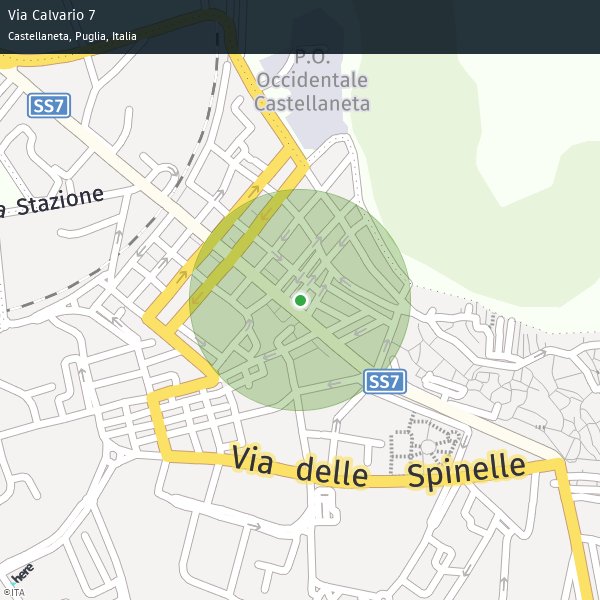 Via Calvario 7
Castellaneta, Puglia, Italia
P.O.
Occidentale
Castellaneta
SS7
a Stazione
SS7
Via delle Spinelle
here
©ITA